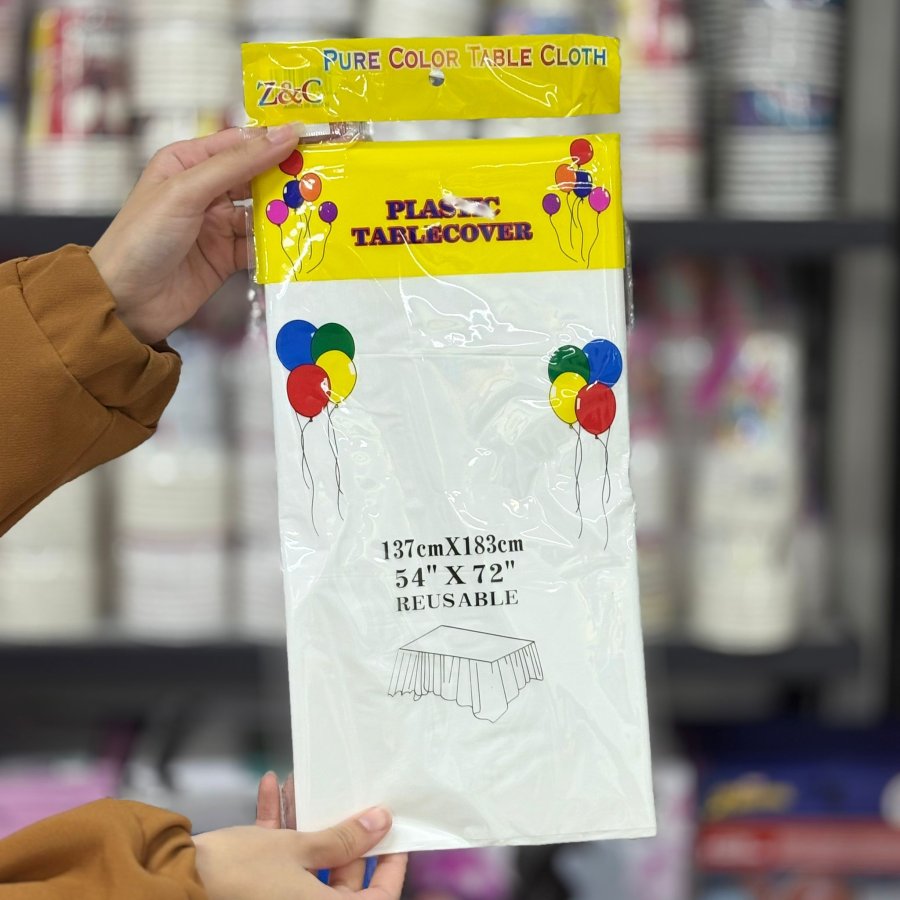 PURE COLOR TABLE CLOTH
Z&C
PLASTIC
TABLECOVER
137cmX183cm
54" X 72"
REUSABLE